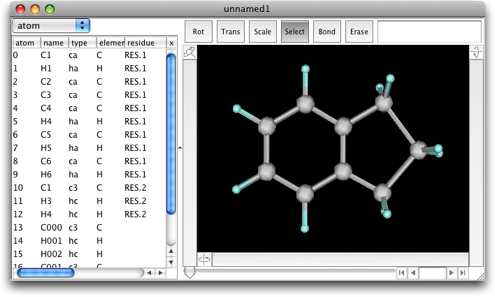 unnamed1
atom
Rot Trans Scale Select Bond Erase
atom name type elemen residue x
0 C1 ca C RES.1
1 H1 ha H RES.1
2 C2 ca C RES.1
3 C3 ca C RES.1
4 C4 ca C RES.1
5 H4 ha H RES.1
6 C5 ca C RES.1
7 H5 ha H RES.1
8 C6 ca C RES.1
9 H6 ha H RES.1
10 C1 c3 C RES.2
11 H3 hc H RES.2
12 H4 hc H RES.2
13 C000 c3 C
14 H001 hc H
15 H002 hc H
16 C001 c3 C